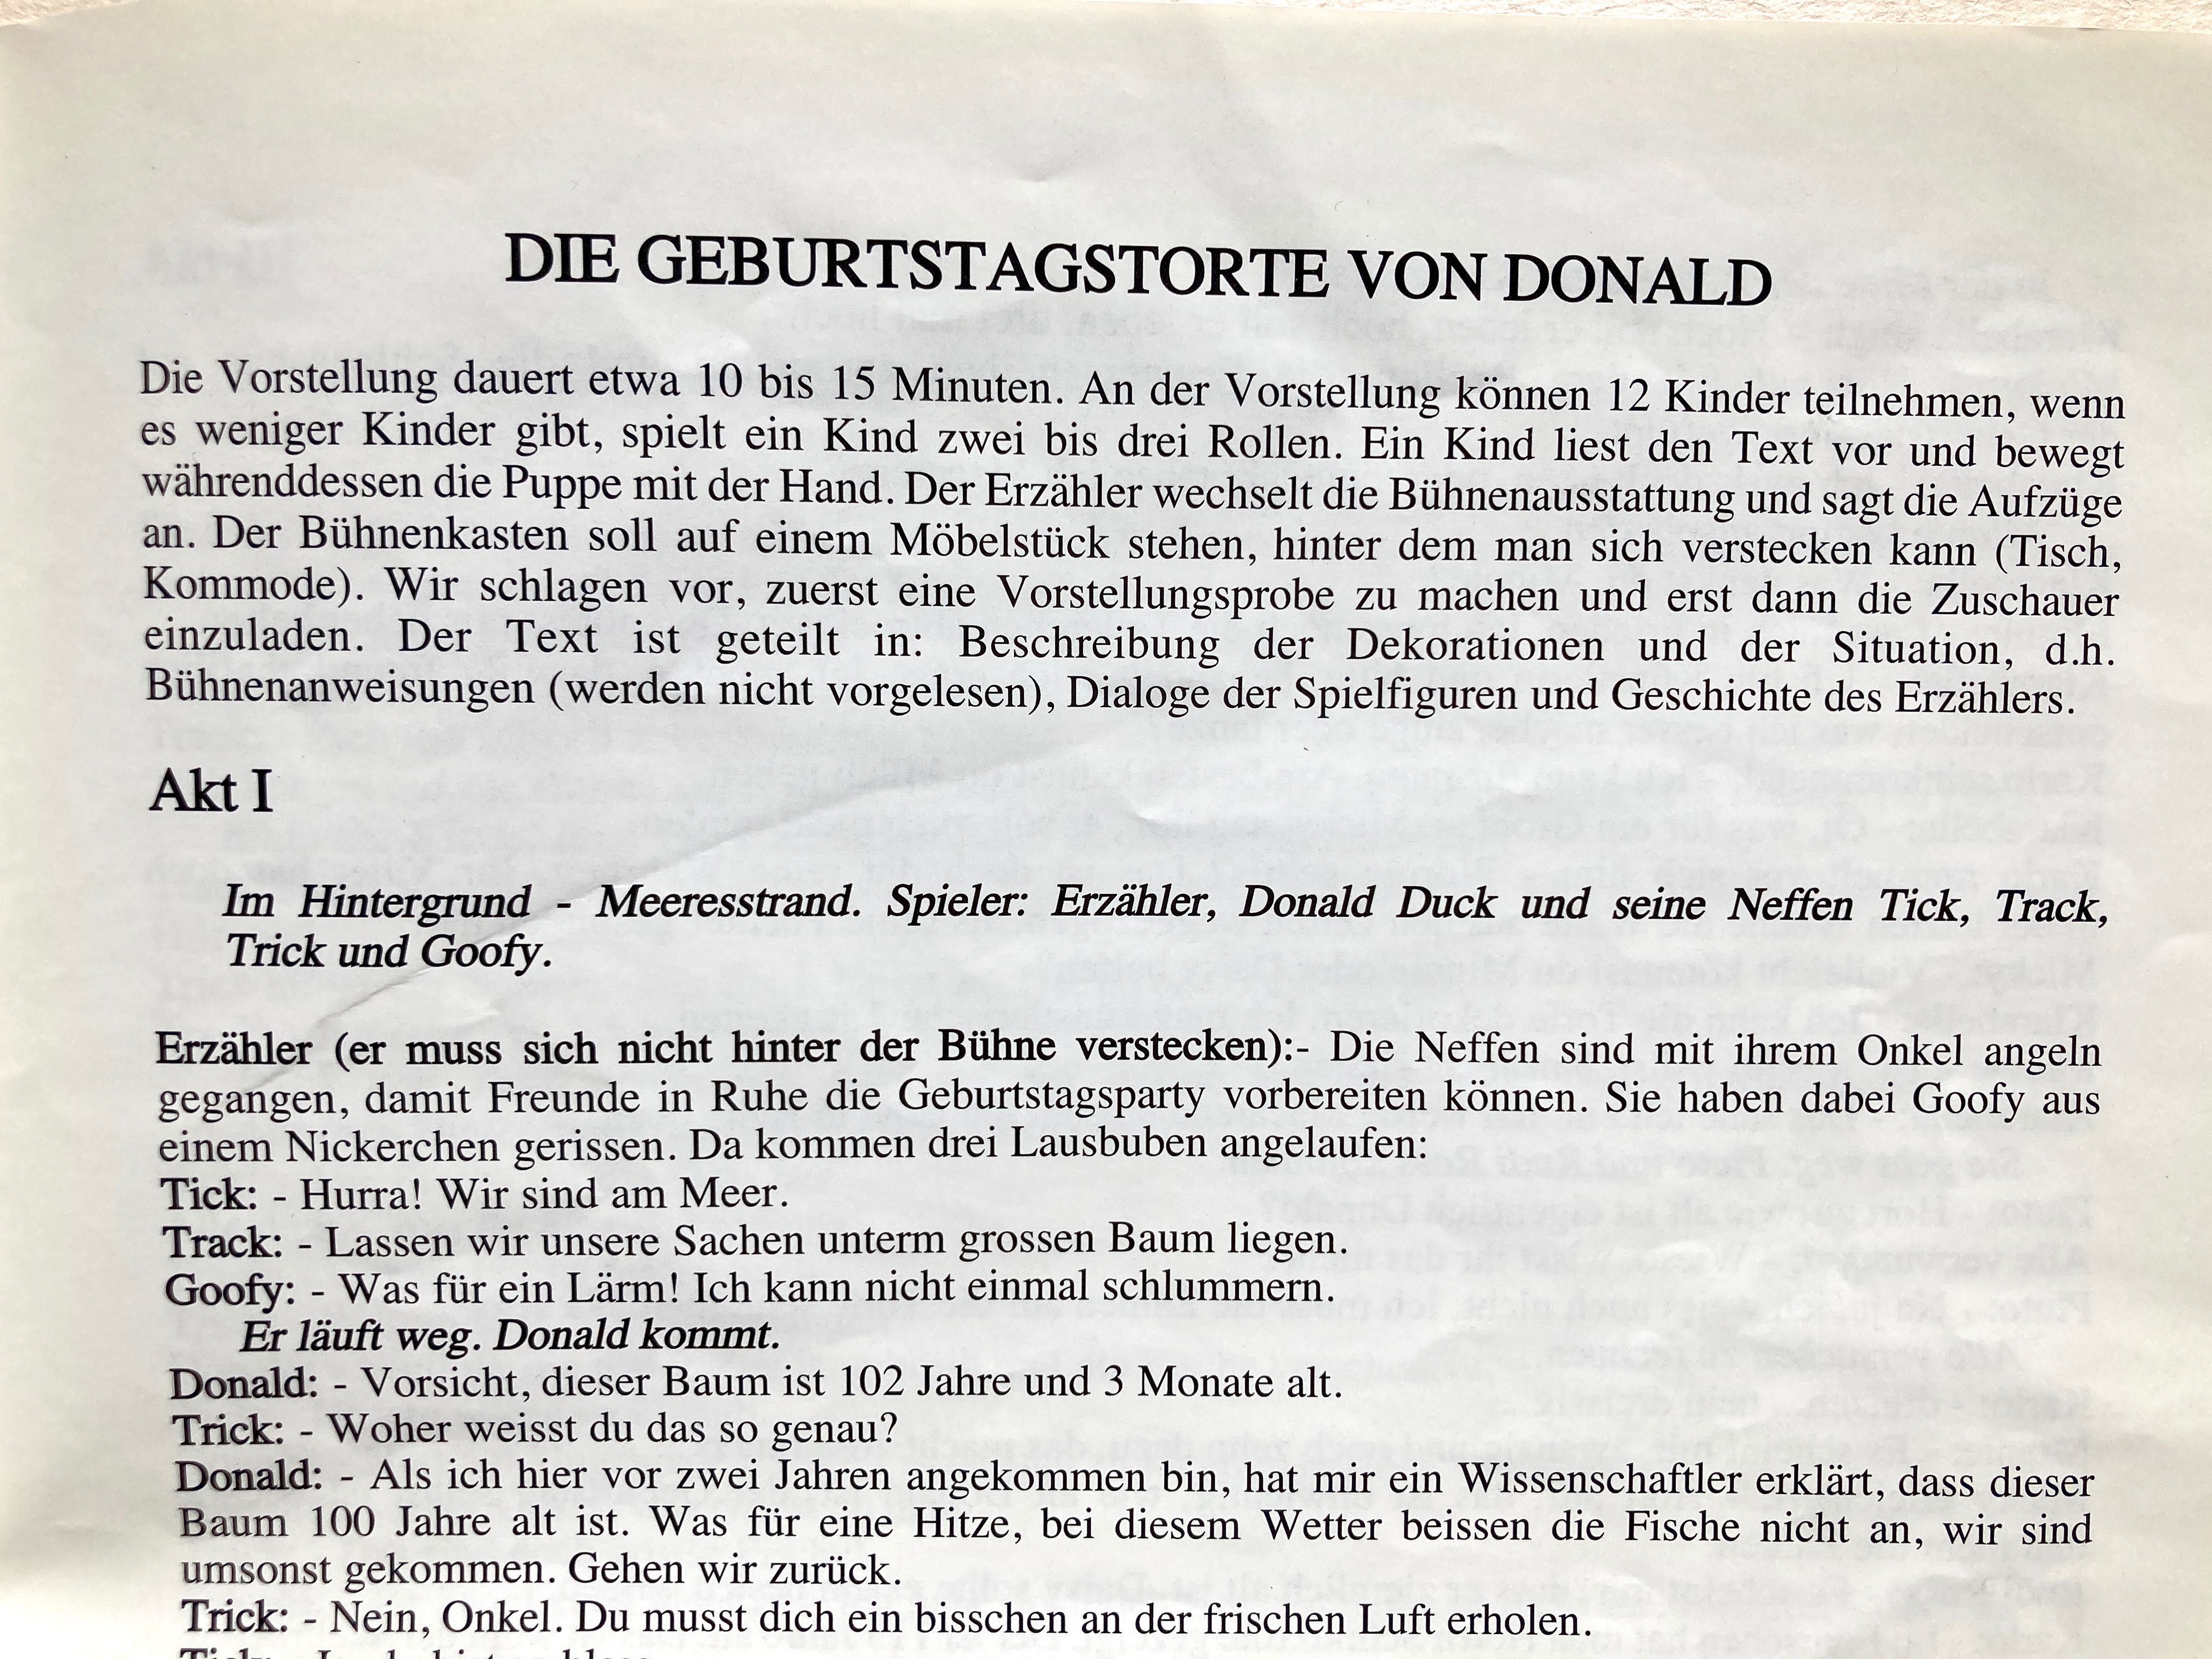 DIE GEBURTSTAGSTORTE VON DONALD
Die Vorstellung dauert etwa 10 bis 15 Minuten. An der Vorstellung können 12 Kinder teilnehmen, wenn
es weniger Kinder gibt, spielt ein Kind zwei bis drei Rollen. Ein Kind liest den Text vor und bewegt
währenddessen die Puppe mit der Hand. Der Erzähler wechselt die Bühnenausstattung und sagt die Aufzüge
an. Der Bühnenkasten soll auf einem Möbelstück stehen, hinter dem man sich verstecken kann (Tisch,
Kommode). Wir schlagen vor, zuerst eine Vorstellungsprobe zu machen und erst dann die Zuschauer
einzuladen. Der Text ist geteilt in: Beschreibung der Dekorationen und der Situation, d.h.
Bühnenanweisungen (werden nicht vorgelesen), Dialoge der Spielfiguren und Geschichte des Erzählers.
Akt I
Im Hintergrund - Meeresstrand. Spieler: Erzähler, Donald Duck und seine Neffen Tick, Track,
Trick und Goofy.
Erzähler (er muss sich nicht hinter der Bühne verstecken):- Die Neffen sind mit ihrem Onkel angeln
gegangen, damit Freunde in Ruhe die Geburtstagsparty vorbereiten können. Sie haben dabei Goofy aus
einem Nickerchen gerissen. Da kommen drei Lausbuben angelaufen:
Tick: - Hurra! Wir sind am Meer.
Track: - Lassen wir unsere Sachen unterm grossen Baum liegen.
Goofy: - Was für ein Lärm! Ich kann nicht einmal schlummern.
Er läuft weg. Donald kommt.
Donald: - Vorsicht, dieser Baum ist 102 Jahre und 3 Monate alt.
Trick: - Woher weisst du das so genau?
Donald: - Als ich hier vor zwei Jahren angekommen bin, hat mir ein Wissenschaftler erklärt, dass dieser
Baum 100 Jahre alt ist. Was für eine Hitze, bei diesem Wetter beissen die Fische nicht an, wir sind
umsonst gekommen. Gehen wir zurück.
Trick: - Nein, Onkel. Du musst dich ein bisschen an der frischen Luft erholen.